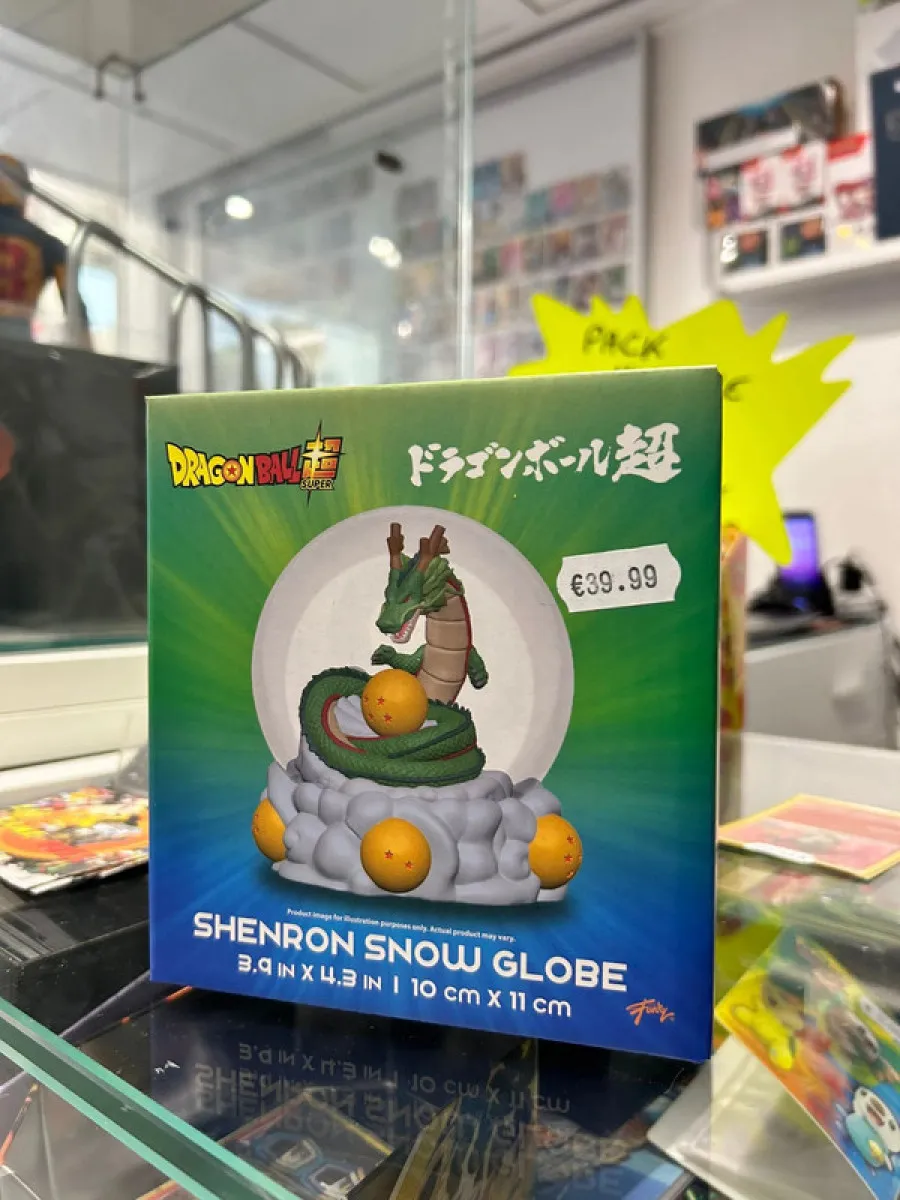 PACK
DRAGON BALL 超
SUPER
ドラゴンボール超
€39.99
Product image for illustration purposes only. Actual product may vary.
SHENRON SNOW GLOBE
3.9 IN X 4.3 IN | 10 cm X 11 cm